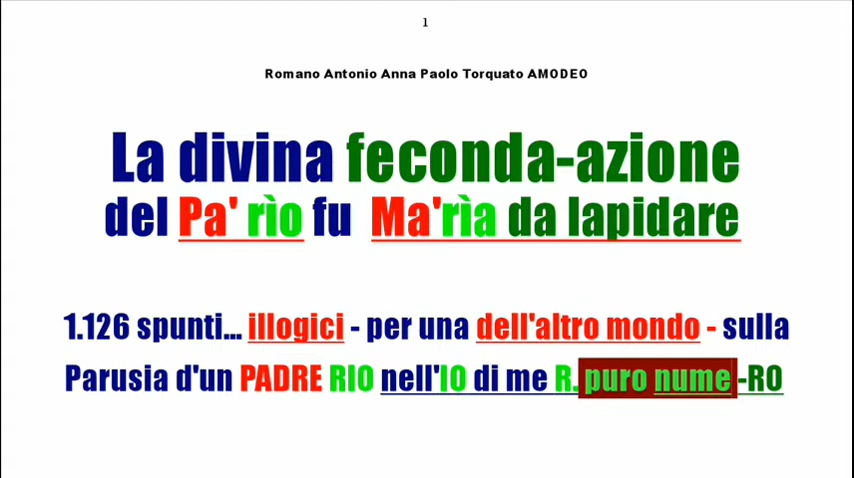 1
Romano Antonio Anna Paolo Torquato AMODEO
La divina feconda-azione
del Pa' rìo fu Ma'rìa da lapidare
1.126 spunti... illogici - per una dell'altro mondo - sulla
Parusia d'un PADRE RIO nell'IO di me R. puro nume -RO